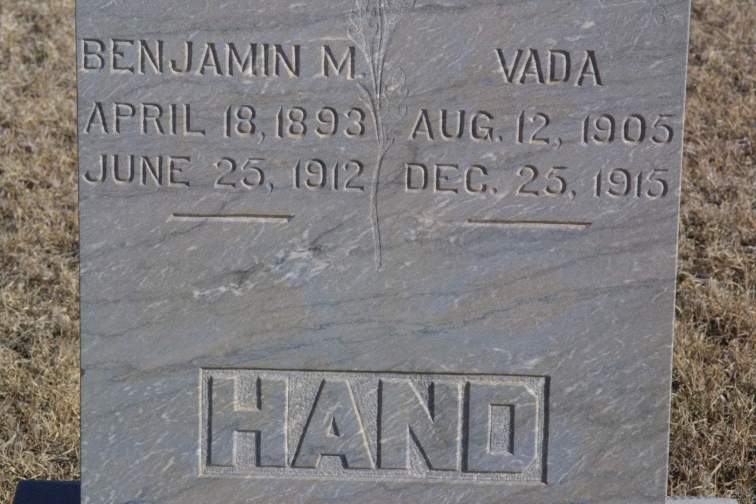 BENJAMIN M.
APRIL 18, 1893
JUNE 25, 1912
VADA
AUG. 12, 1905
DEC. 25, 1915
HAND